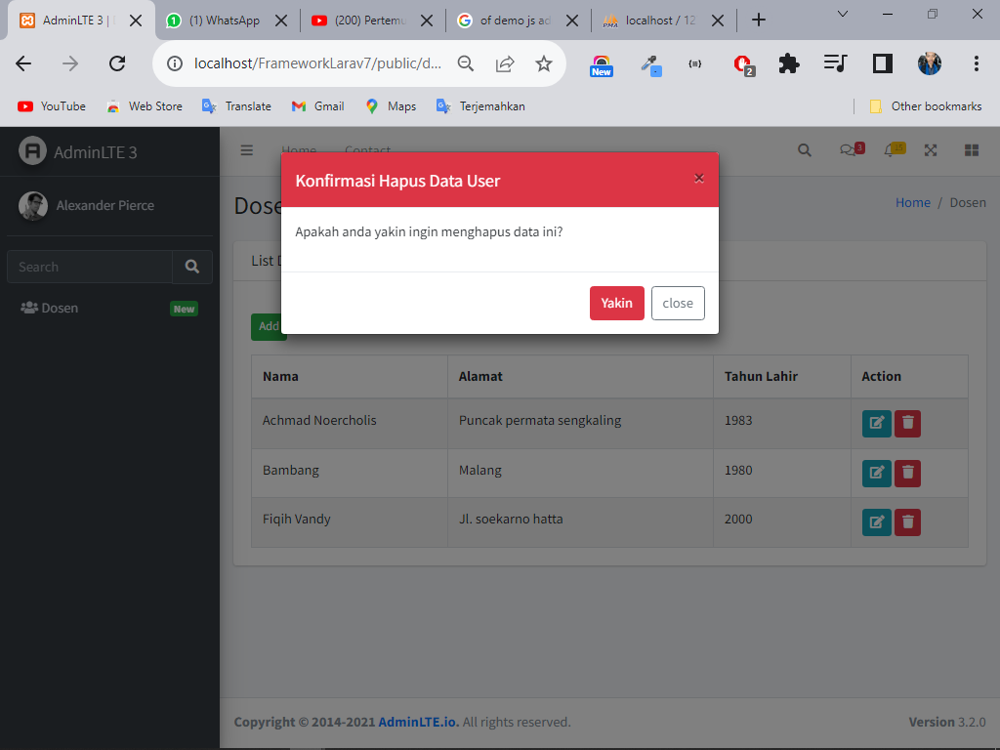 AdminLTE 3 |
(1) WhatsApp
(200) Pertemu
of demo js ad
localhost / 12
localhost/FrameworkLarav7/public/d...
New
2
YouTube
Web Store
Translate
Gmail
Maps
Terjemahkan
Other bookmarks
AdminLTE 3
Home
Contact
3
15
Alexander Pierce
Search
Dosen
New
Konfirmasi Hapus Data User
×
Apakah anda yakin ingin menghapus data ini?
Yakin
close
Dose
Home / Dosen
List D
Add
Nama Alamat Tahun Lahir Action
Achmad Noercholis Puncak permata sengkaling 1983
Bambang Malang 1980
Fiqih Vandy Jl. soekarno hatta 2000
Copyright © 2014-2021 AdminLTE.io. All rights reserved.
Version 3.2.0